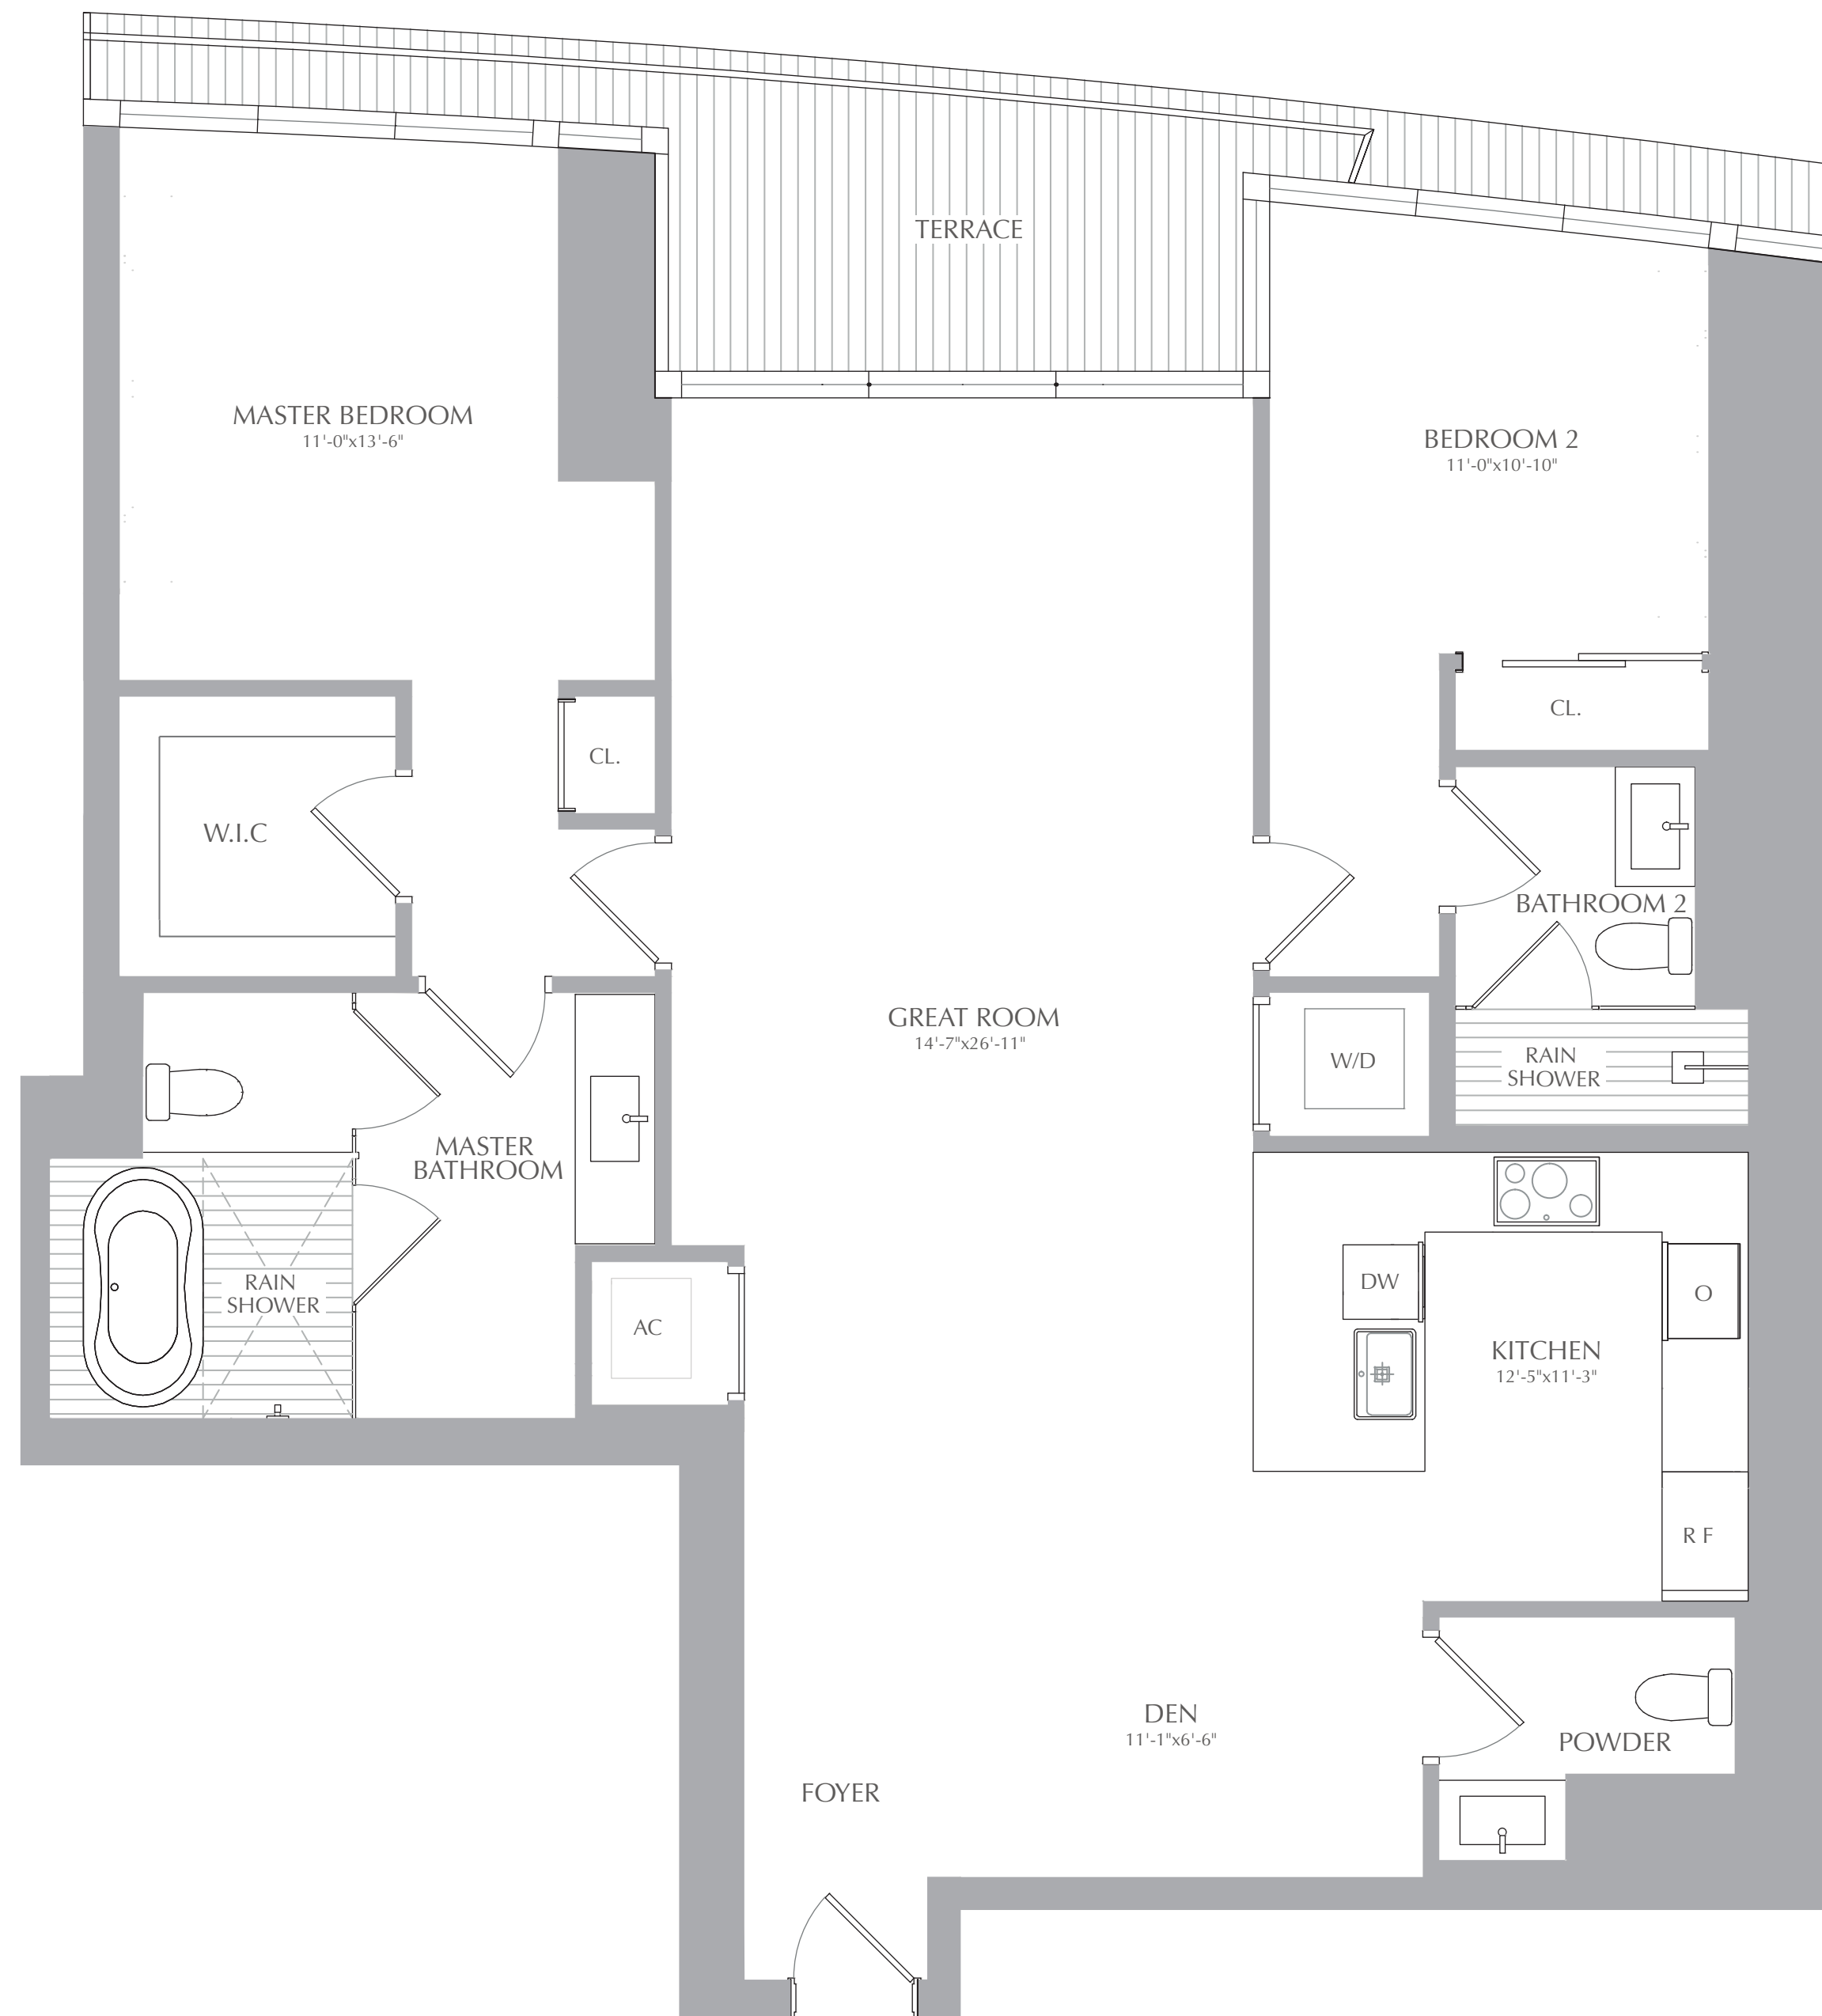 TERRACE
MASTER BEDROOM
11'-0"x13'-6"
BEDROOM 2
11'-0"x10'-10"
CL.
CL.
W.I.C
BATHROOM 2
GREAT ROOM
14'-7"x26'-11"
W/D
RAIN
SHOWER
MASTER
BATHROOM
RAIN
SHOWER
AC
DW
O
KITCHEN
12'-5"x11'-3"
R F
DEN
11'-1"x6'-6"
POWDER
FOYER